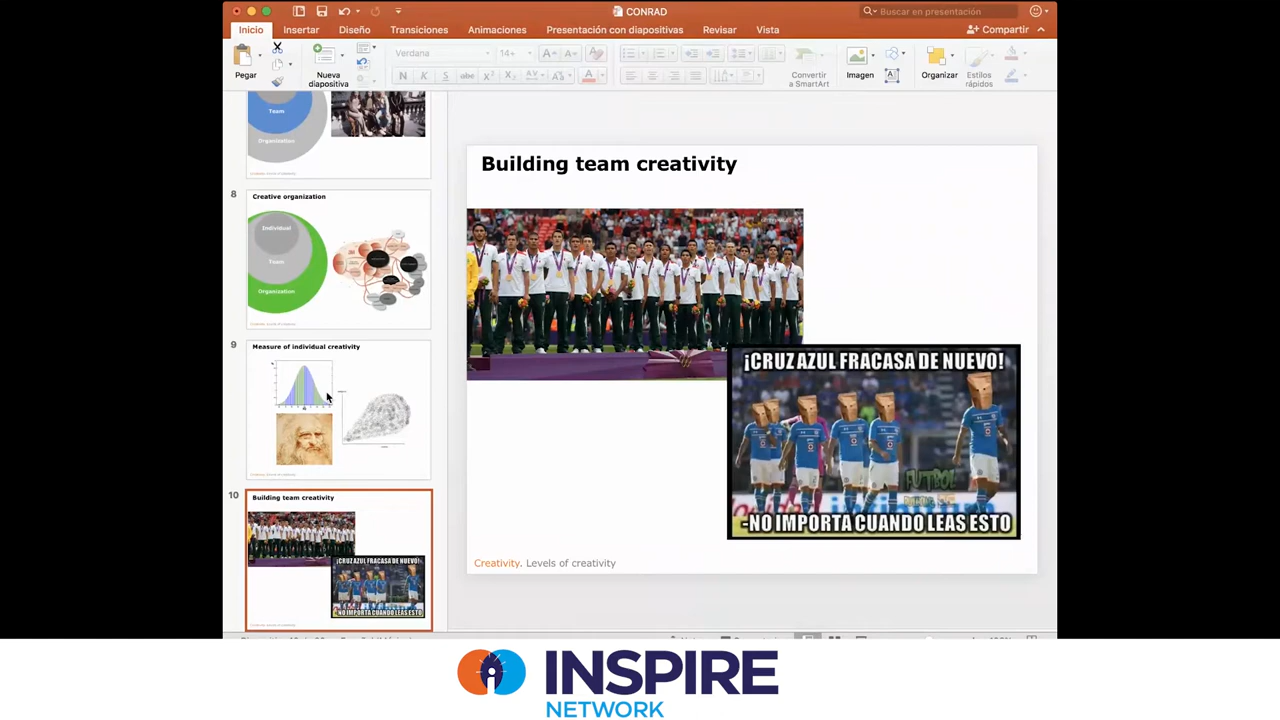 CONRAD
Buscar en presentación
Inicio
Insertar
Diseño
Transiciones
Animaciones
Presentación con diapositivas
Revisar
Vista
Compartir
Pegar
Nueva
diapositiva
Verdana
14
Convertir
a SmartArt
Imagen
Organizar
Estilos
rápidos
Team
Organization
8
Creative organization
Individual
Team
Organization
9
Measure of individual creativity
10
Building team creativity
¡CRUZ AZUL FRACASA DE NUEVO!
-NO IMPORTA CUANDO LEAS ESTO
Building team creativity
¡CRUZ AZUL FRACASA DE NUEVO!
FUTBOL
-NO IMPORTA CUANDO LEAS ESTO
Creativity. Levels of creativity
INSPIRE
NETWORK